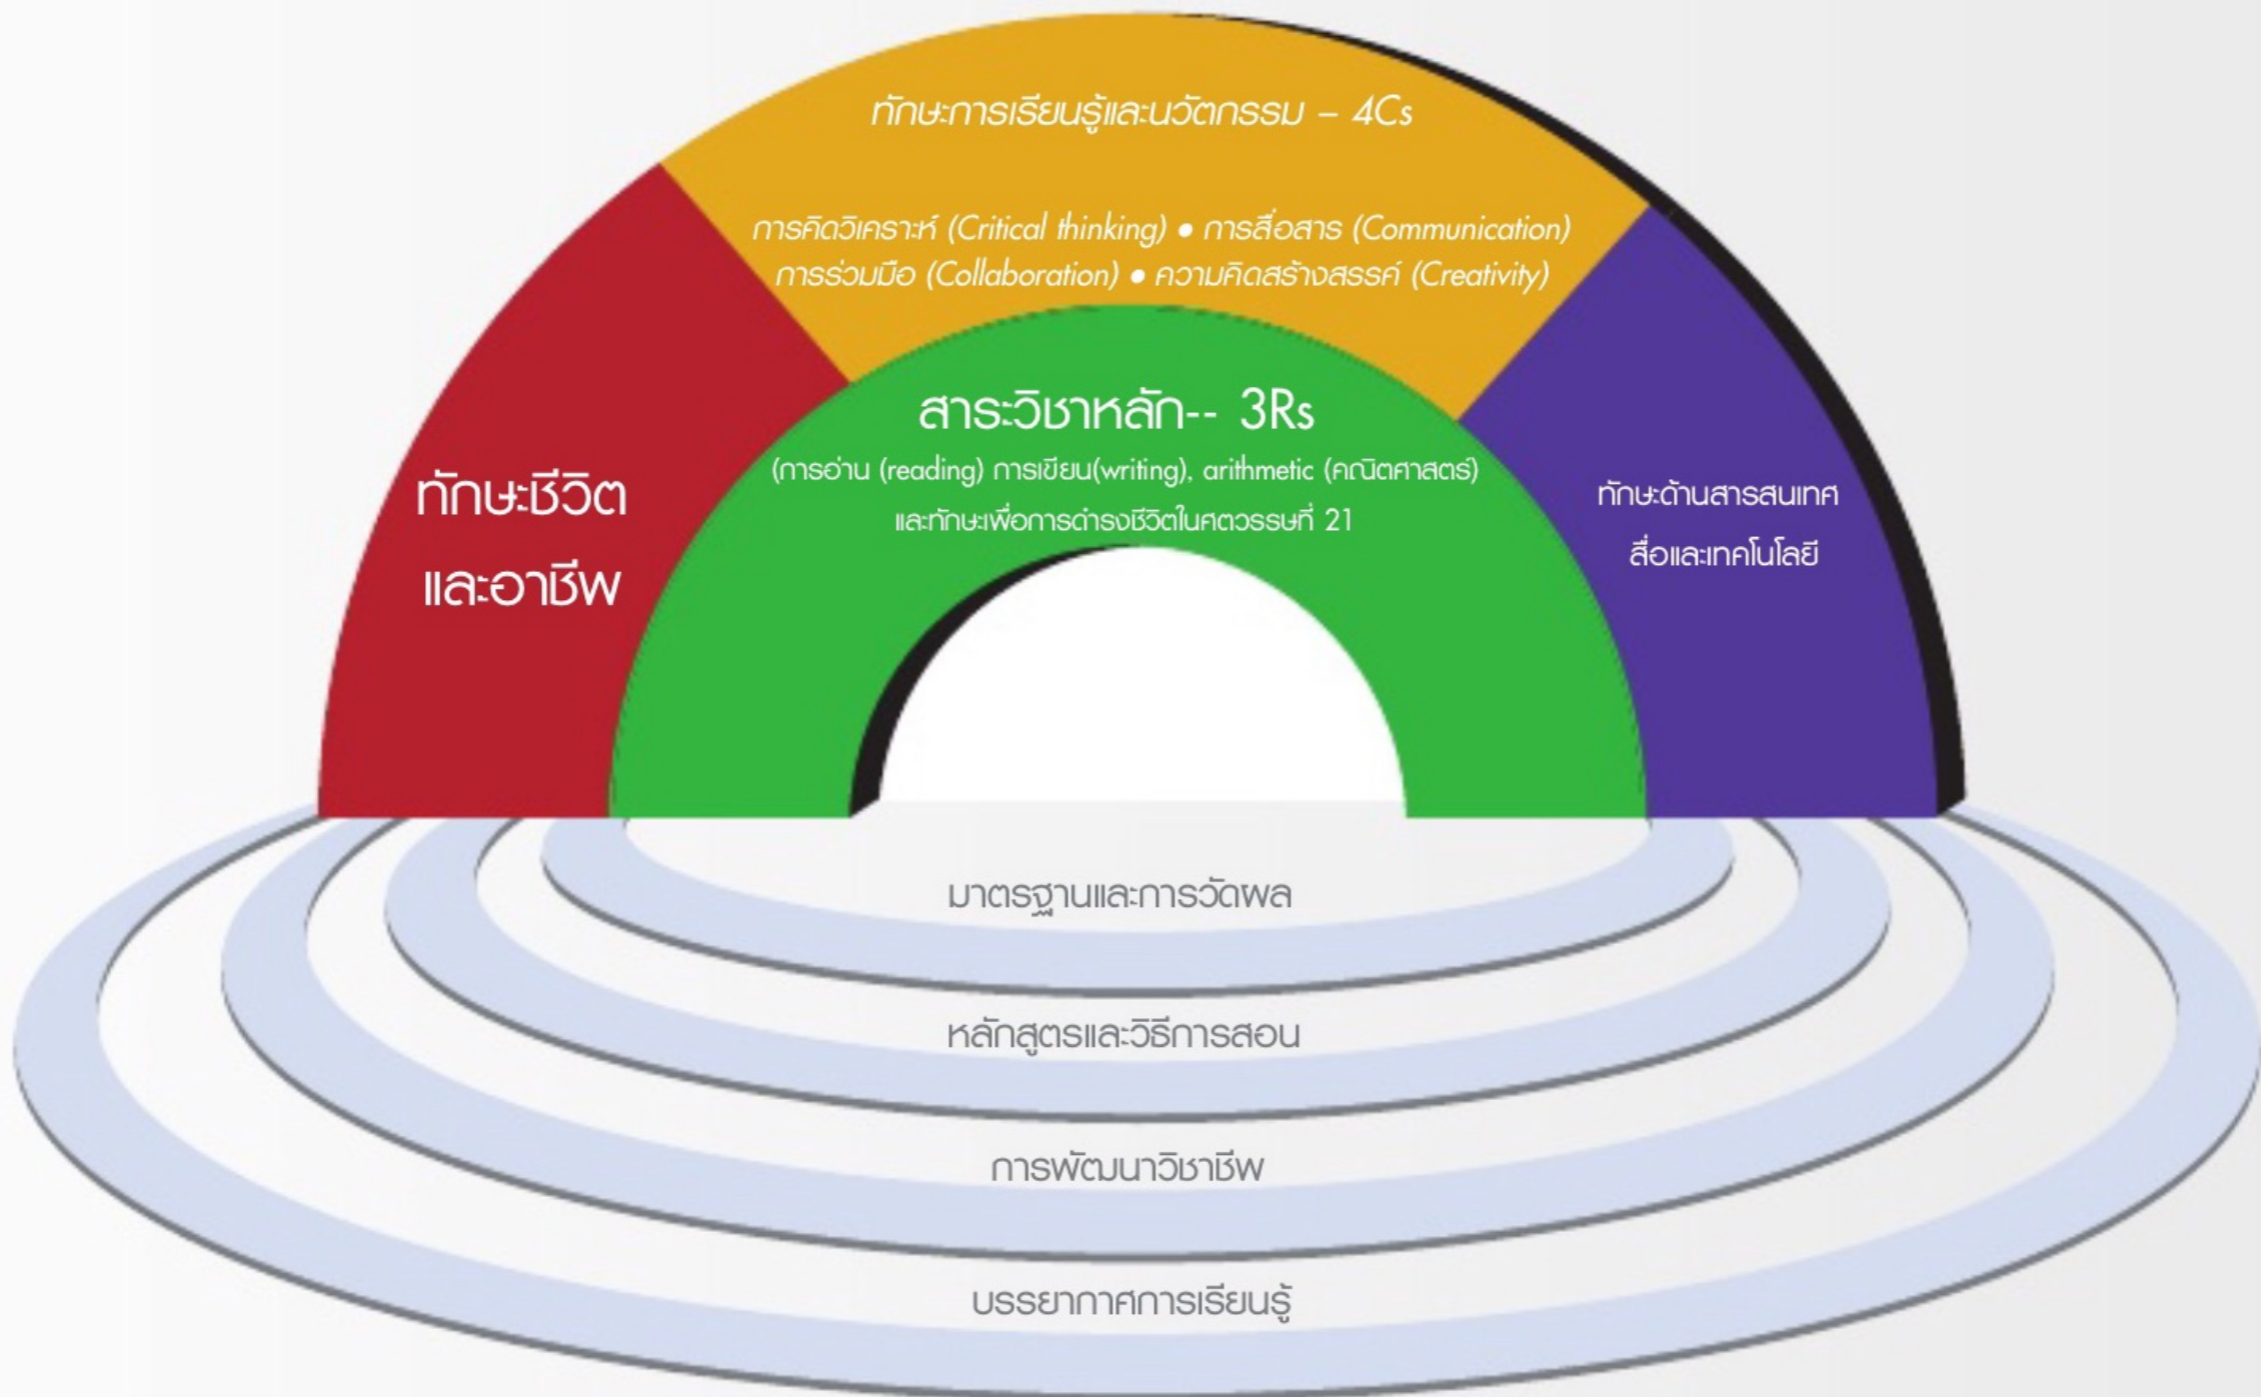 ทักษะการเรียนรู้และนวัตกรรม – 4Cs
การคิดวิเคราะห์ (Critical thinking) ● การสื่อสาร (Communication)
การร่วมมือ (Collaboration) ● ความคิดสร้างสรรค์ (Creativity)
สาระวิชาหลัก-- 3Rs
(การอ่าน (reading) การเขียน(writing), arithmetic (คณิตศาสตร์)
และทักษะเพื่อการดำรงชีวิตในศตวรรษที่ 21
ทักษะชีวิต
และอาชีพ
ทักษะด้านสารสนเทศ
สื่อและเทคโนโลยี
มาตรฐานและการวัดผล
หลักสูตรและวิธีการสอน
การพัฒนาวิชาชีพ
บรรยากาศการเรียนรู้